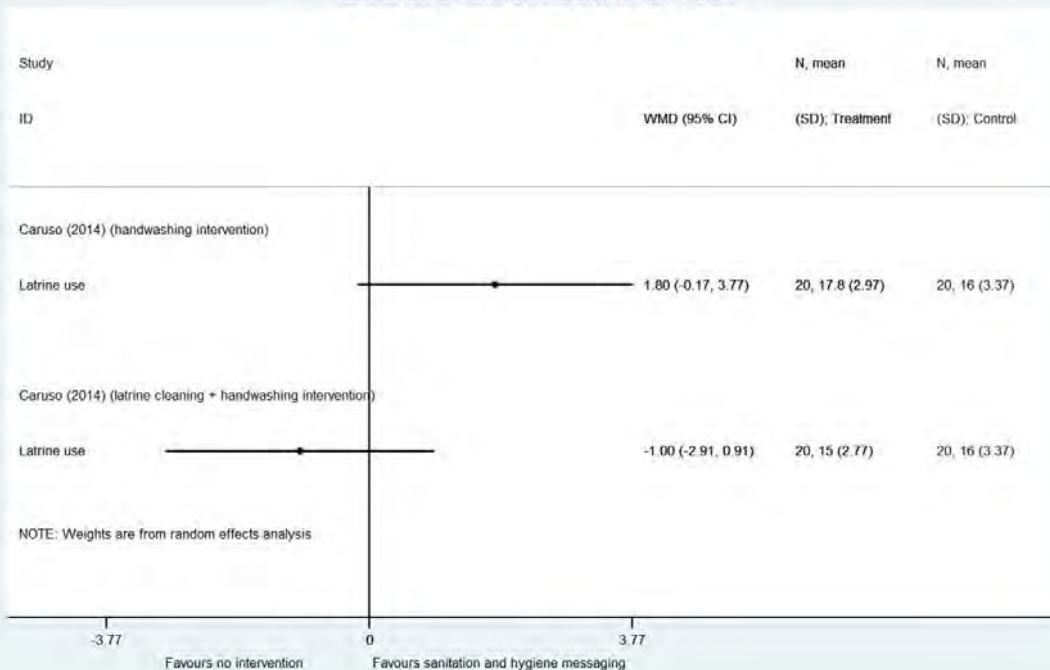 Study N, mean N, mean
ID WMD (95% CI) (SD); Treatment (SD); Control
Caruso (2014) (handwashing intervention)
Latrine use 1.80 (-0.17, 3.77) 20, 17.8 (2.97) 20, 16 (3.37)
Caruso (2014) (latrine cleaning + handwashing intervention)
Latrine use -1.00 (-2.91, 0.91) 20, 15 (2.77) 20, 16 (3.37)
NOTE: Weights are from random effects analysis
-3.77 0 3.77
Favours no intervention Favours sanitation and hygiene messaging